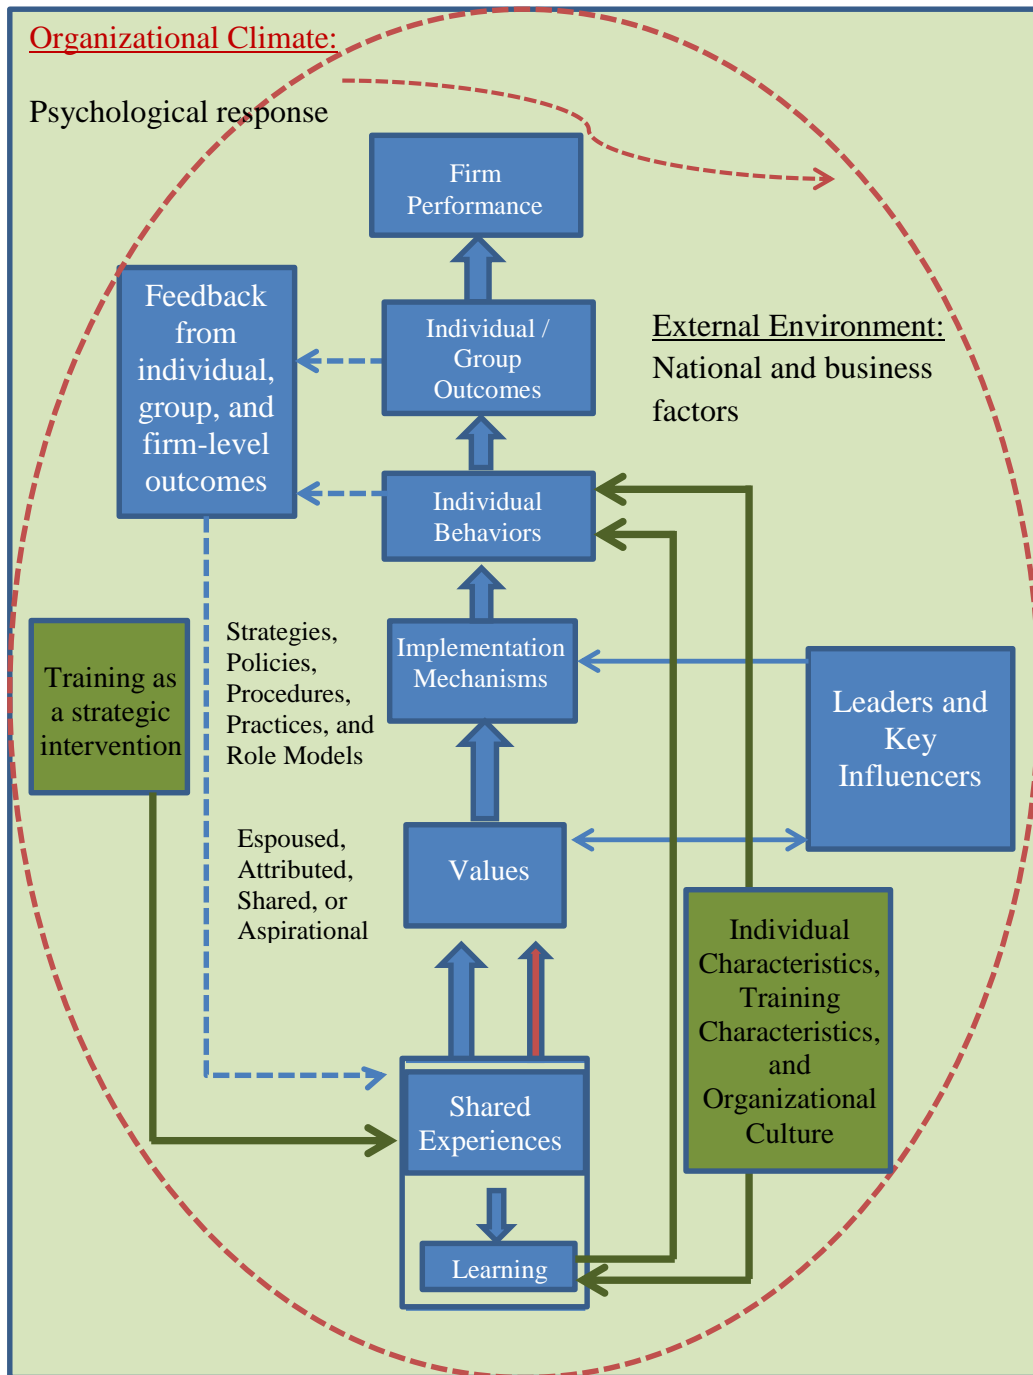 Organizational Climate:
Psychological response
Firm
Performance
Feedback
from
individual,
group, and
firm-level
outcomes
Individual /
Group
Outcomes
External Environment:
National and business
factors
Individual
Behaviors
Training as
a strategic
intervention
Strategies,
Policies,
Procedures,
Practices, and
Role Models
Implementation
Mechanisms
Leaders and
Key
Influencers
Espoused,
Attributed,
Shared, or
Aspirational
Values
Individual
Characteristics,
Training
Characteristics,
and
Organizational
Culture
Shared
Experiences
Learning